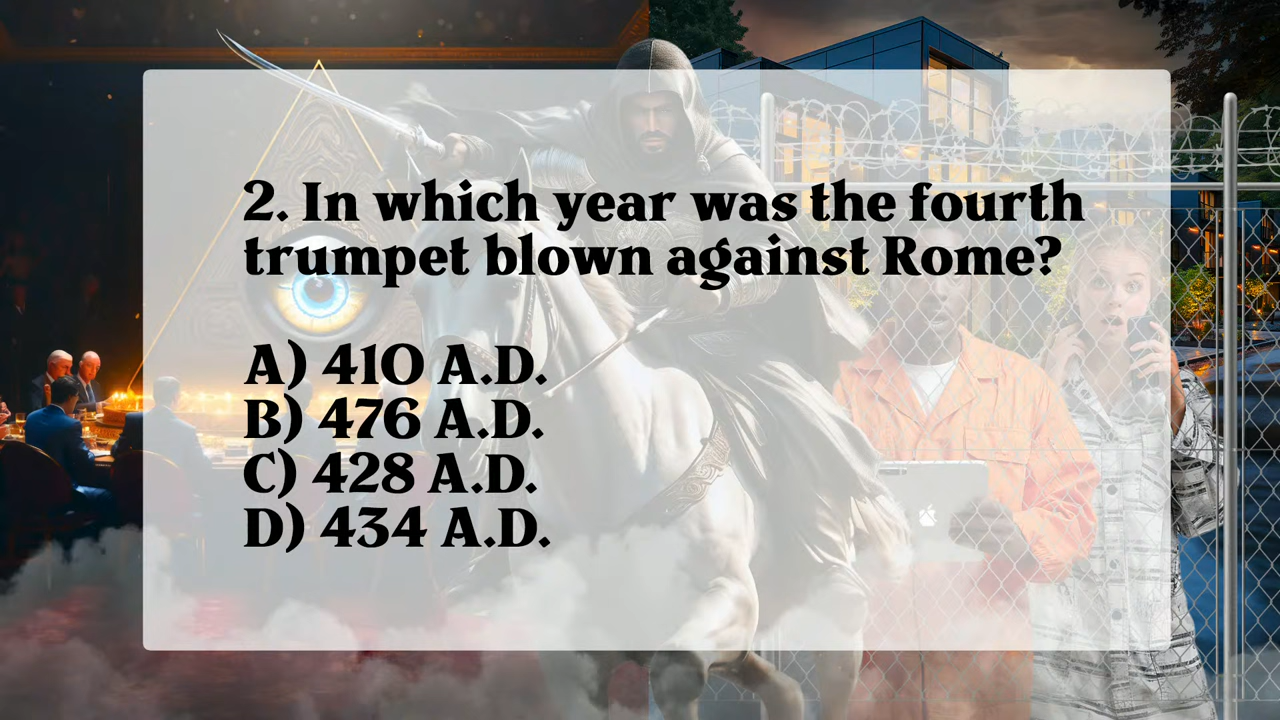 2. In which year was the fourth
trumpet blown against Rome?
A) 410 A.D.
B) 476 A.D.
C) 428 A.D.
D) 434 A.D.